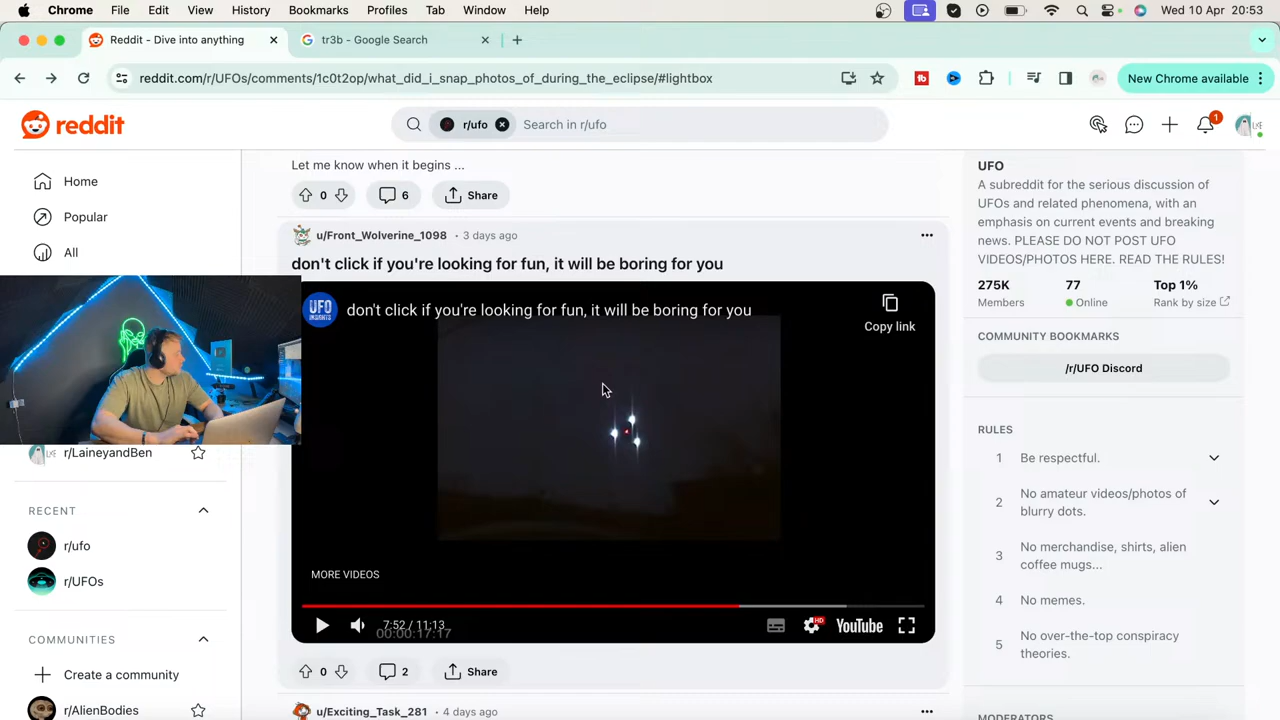 Chrome File Edit View History Bookmarks Profiles Tab Window Help Wed 10 Apr 20:53
Reddit - Dive into anything tr3b - Google Search
reddit.com/r/UFOs/comments/1c0t2op/what_did_i_snap_photos_of_during_the_eclipse/#lightbox New Chrome available
reddit r/ufo Search in r/ufo 1
Home
Popular
All
r/LaineyandBen
RECENT
r/ufo
r/UFOs
COMMUNITIES
Create a community
r/AlienBodies
Let me know when it begins ...
0 6 Share
u/Front_Wolverine_1098 • 3 days ago
don't click if you're looking for fun, it will be boring for you
UFO
don't click if you're looking for fun, it will be boring for you
Copy link
MORE VIDEOS
7:52 / 11:13
00:00:17:17
HD
YouTube
0 2 Share
u/Exciting_Task_281 • 4 days ago
UFO
A subreddit for the serious discussion of
UFOs and related phenomena, with an
emphasis on current events and breaking
news. PLEASE DO NOT POST UFO
VIDEOS/PHOTOS HERE. READ THE RULES!
275K 77 Top 1%
Members Online Rank by size
COMMUNITY BOOKMARKS
/r/UFO Discord
RULES
1 Be respectful.
2 No amateur videos/photos of
blurry dots.
3 No merchandise, shirts, alien
coffee mugs...
4 No memes.
5 No over-the-top conspiracy
theories.